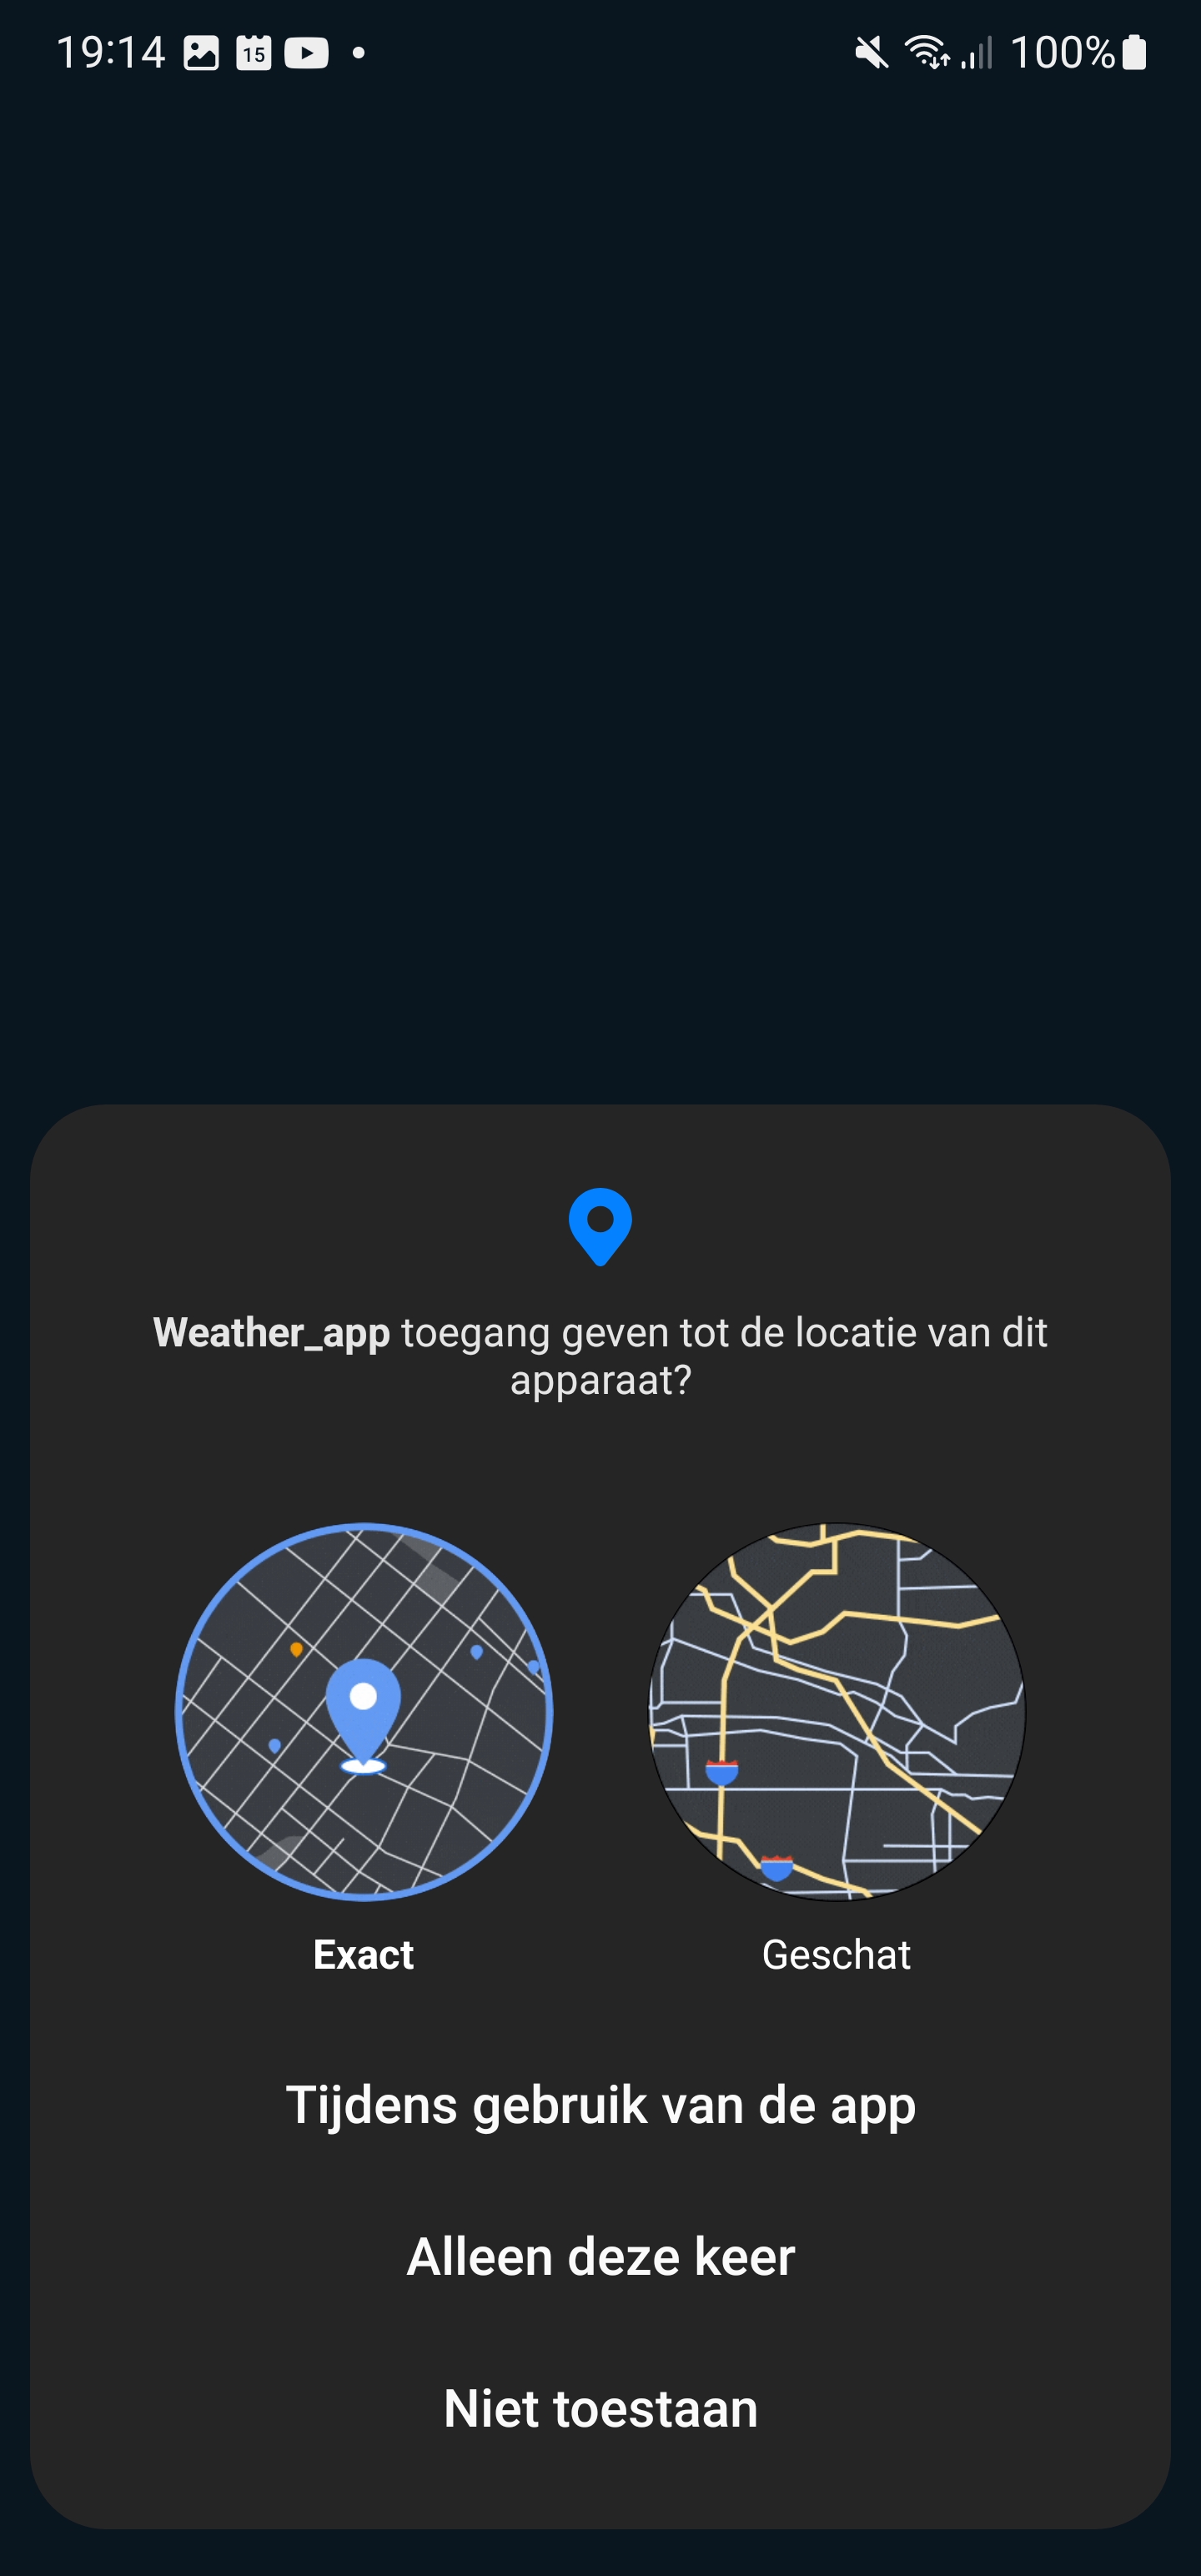 19:14 15 100%
Weather_app toegang geven tot de locatie van dit
apparaat?
Exact Geschat
Tijdens gebruik van de app
Alleen deze keer
Niet toestaan